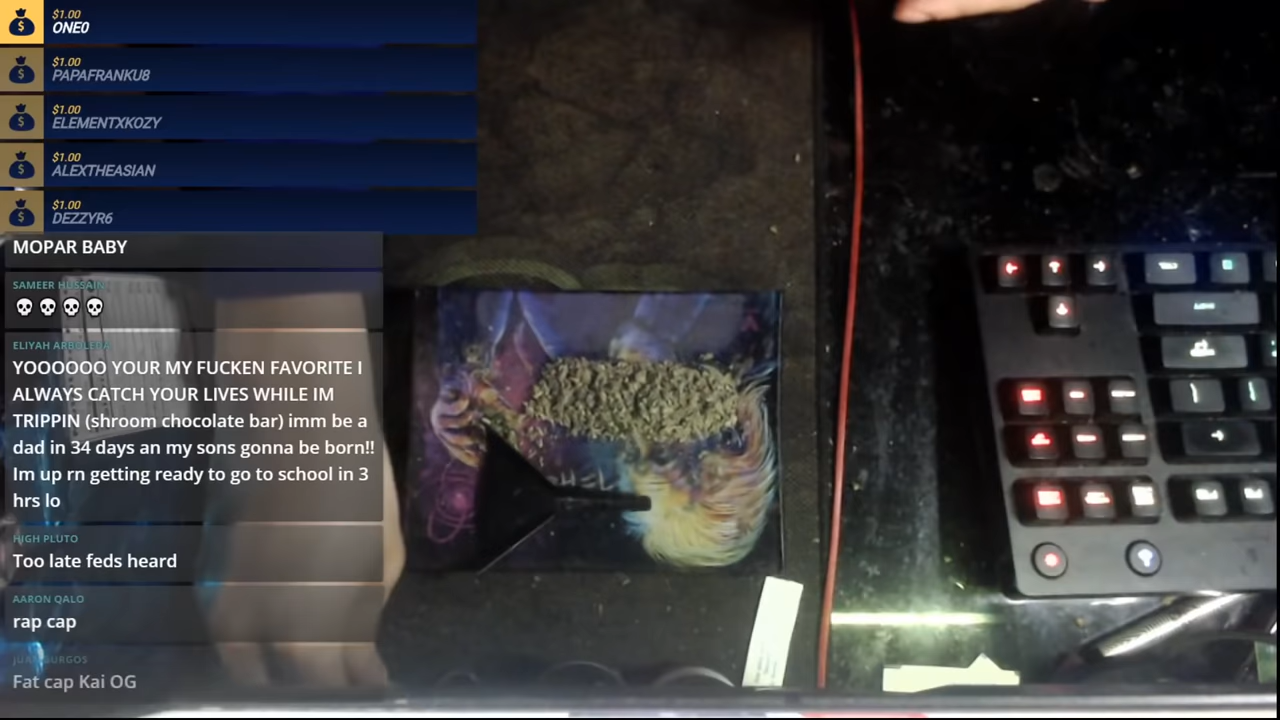 $1.00
ONE0
$1.00
PAPAFRANKU8
$1.00
ELEMENTXKOZY
$1.00
ALEXTHEASIAN
$1.00
DEZZYR6
MOPAR BABY
SAMEER HUSSAIN
💀💀💀💀
ELIYAH ARBOLEDA
YOOOOOO YOUR MY FUCKEN FAVORITE I
ALWAYS CATCH YOUR LIVES WHILE IM
TRIPPIN (shroom chocolate bar) imm be a
dad in 34 days an my sons gonna be born!!
Im up rn getting ready to go to school in 3
hrs lo
HIGH PLUTO
Too late feds heard
AARON QALO
rap cap
BURGOS
Fat cap Kai OG